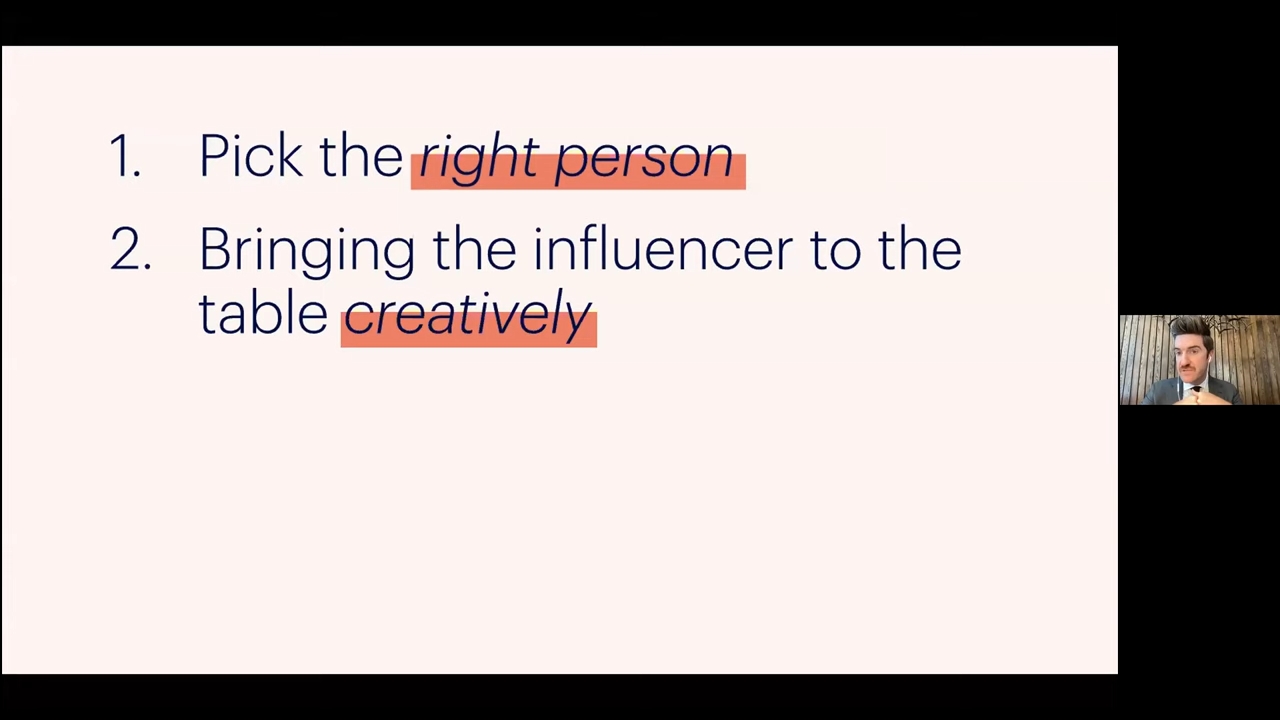 1. Pick the right person
2. Bringing the influencer to the
table creatively